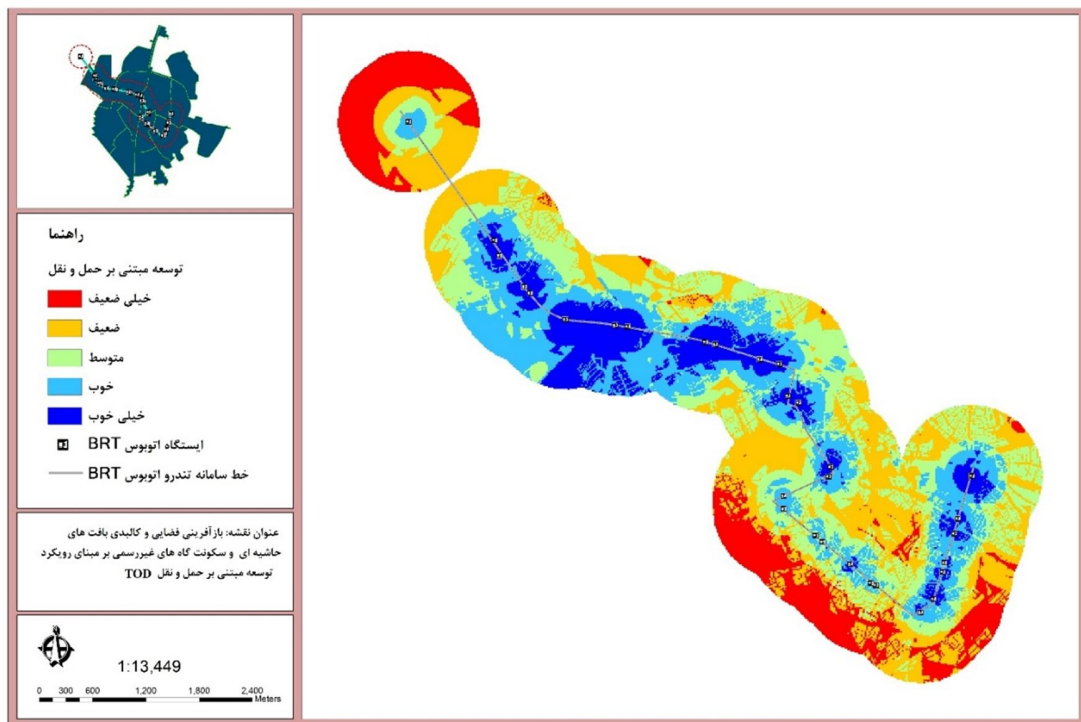 راهنما
توسعه مبتنی بر حمل و نقل
خیلی ضعیف
ضعیف
متوسط
خوب
خیلی خوب
ایستگاه اتوبوس BRT
خط سامانه تندرو اتوبوس BRT
عنوان نقشه: بازآفرینی فضایی و کالبدی بافت های
حاشیه ای و سکونت گاه های غیررسمی بر مبنای رویکرد
توسعه مبتنی بر حمل و نقل TOD
1:13,449
0 300 600 1,200 1,800 2,400
Meters